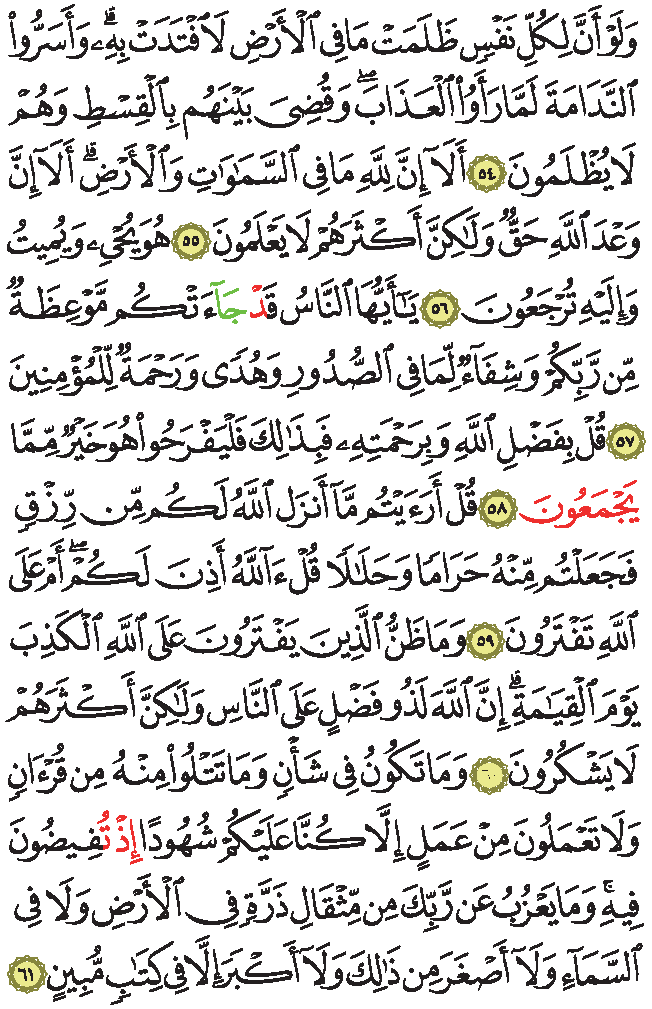 وَلَوۡ أَنَّ لِكُلِّ نَفۡسٖ ظَلَمَتۡ مَا فِي ٱلۡأَرۡضِ لَٱفۡتَدَتۡ بِهِۦۗ وَأَسَرُّواْ
ٱلنَّدَامَةَ لَمَّا رَأَوُاْ ٱلۡعَذَابَۖ وَقُضِيَ بَيۡنَهُم بِٱلۡقِسۡطِ وَهُمۡ
لَا يُظۡلَمُونَ ٥٤ أَلَآ إِنَّ لِلَّهِ مَا فِي ٱلسَّمَٰوَٰتِ وَٱلۡأَرۡضِۗ أَلَآ إِنَّ
وَعۡدَ ٱللَّهِ حَقّٞ وَلَٰكِنَّ أَكۡثَرَهُمۡ لَا يَعۡلَمُونَ ٥٥ هُوَ يُحۡيِۦ وَيُمِيتُ
وَإِلَيۡهِ تُرۡجَعُونَ ٥٦ يَٰٓأَيُّهَا ٱلنَّاسُ قَدۡ جَآءَتۡكُم مَّوۡعِظَةٞ
مِّن رَّبِّكُمۡ وَشِفَآءٞ لِّمَا فِي ٱلصُّدُورِ وَهُدٗى وَرَحۡمَةٞ لِّلۡمُؤۡمِنِينَ
٥٧ قُلۡ بِفَضۡلِ ٱللَّهِ وَبِرَحۡمَتِهِۦ فَبِذَٰلِكَ فَلۡيَفۡرَحُواْ هُوَ خَيۡرٞ مِّمَّا
يَجۡمَعُونَ ٥٨ قُلۡ أَرَءَيۡتُم مَّآ أَنزَلَ ٱللَّهُ لَكُم مِّن رِّزۡقٖ
فَجَعَلۡتُم مِّنۡهُ حَرَامٗا وَحَلَٰلٗا قُلۡ ءَآللَّهُ أَذِنَ لَكُمۡۖ أَمۡ عَلَى
ٱللَّهِ تَفۡتَرُونَ ٥٩ وَمَا ظَنُّ ٱلَّذِينَ يَفۡتَرُونَ عَلَى ٱللَّهِ ٱلۡكَذِبَ
يَوۡمَ ٱلۡقِيَٰمَةِۗ إِنَّ ٱللَّهَ لَذُو فَضۡلٍ عَلَى ٱلنَّاسِ وَلَٰكِنَّ أَكۡثَرَهُمۡ
لَا يَشۡكُرُونَ ٦٠ وَمَا تَكُونُ فِي شَأۡنٖ وَمَا تَتۡلُواْ مِنۡهُ مِن قُرۡءَانٖ
وَلَا تَعۡمَلُونَ مِنۡ عَمَلٍ إِلَّا كُنَّا عَلَيۡكُمۡ شُهُودًا إِذۡ تُفِيضُونَ
فِيهِۚ وَمَا يَعۡزُبُ عَن رَّبِّكَ مِن مِّثۡقَالِ ذَرَّةٖ فِي ٱلۡأَرۡضِ وَلَا فِي
ٱلسَّمَآءِ وَلَآ أَصۡغَرَ مِن ذَٰلِكَ وَلَآ أَكۡبَرَ إِلَّا فِي كِتَٰبٖ مُّبِينٍ ٦١